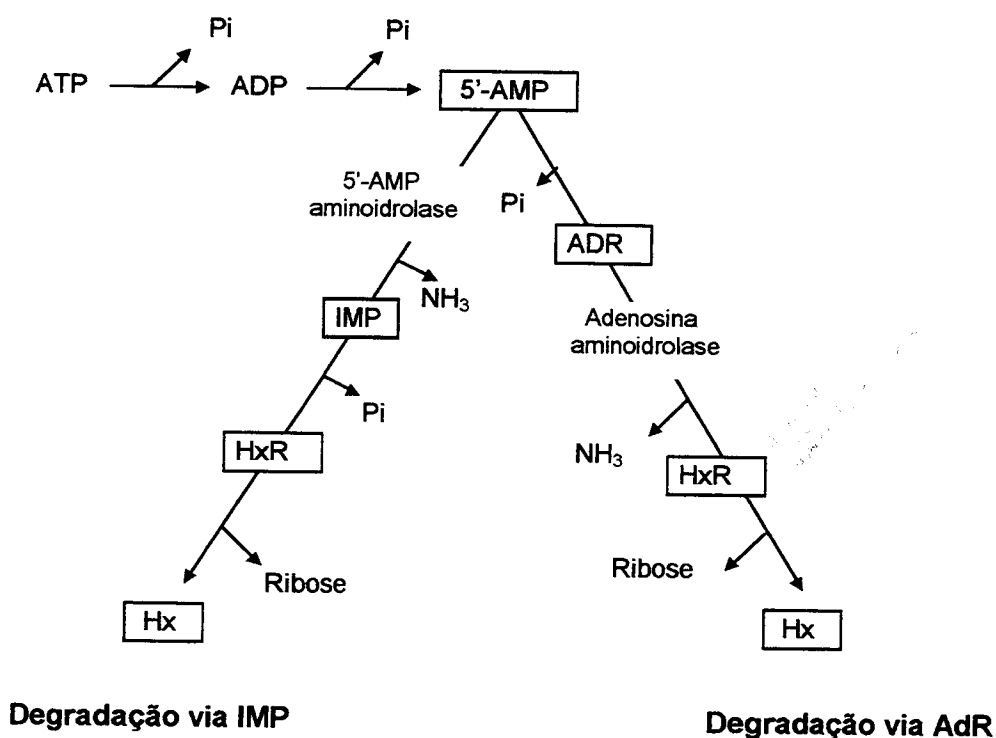 Pi
Pi
ATP
ADP
5'-AMP
5'-AMP
aminoidrolase
Pi
ADR
NH₃
IMP
Adenosina
aminoidrolase
Pi
HxR
NH₃
HxR
Ribose
Ribose
Hx
Hx
Degradação via IMP
Degradação via AdR